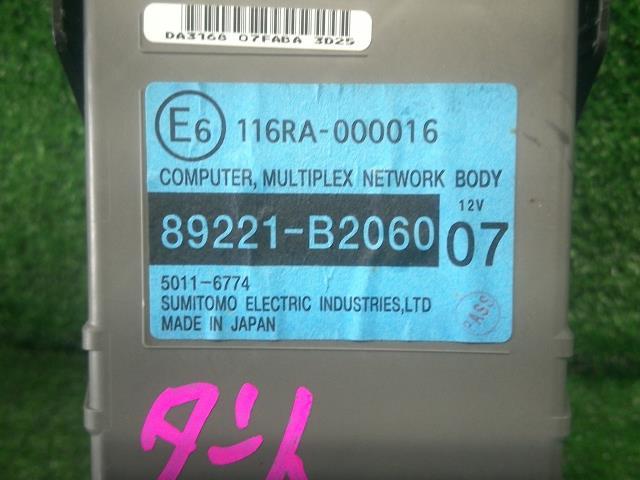 DA3168 07FABA 3D25
E6 116RA-000016
COMPUTER, MULTIPLEX NETWORK BODY
89221-B2060 12V 07
5011-6774
SUMITOMO ELECTRIC INDUSTRIES,LTD
MADE IN JAPAN
PASS
タント